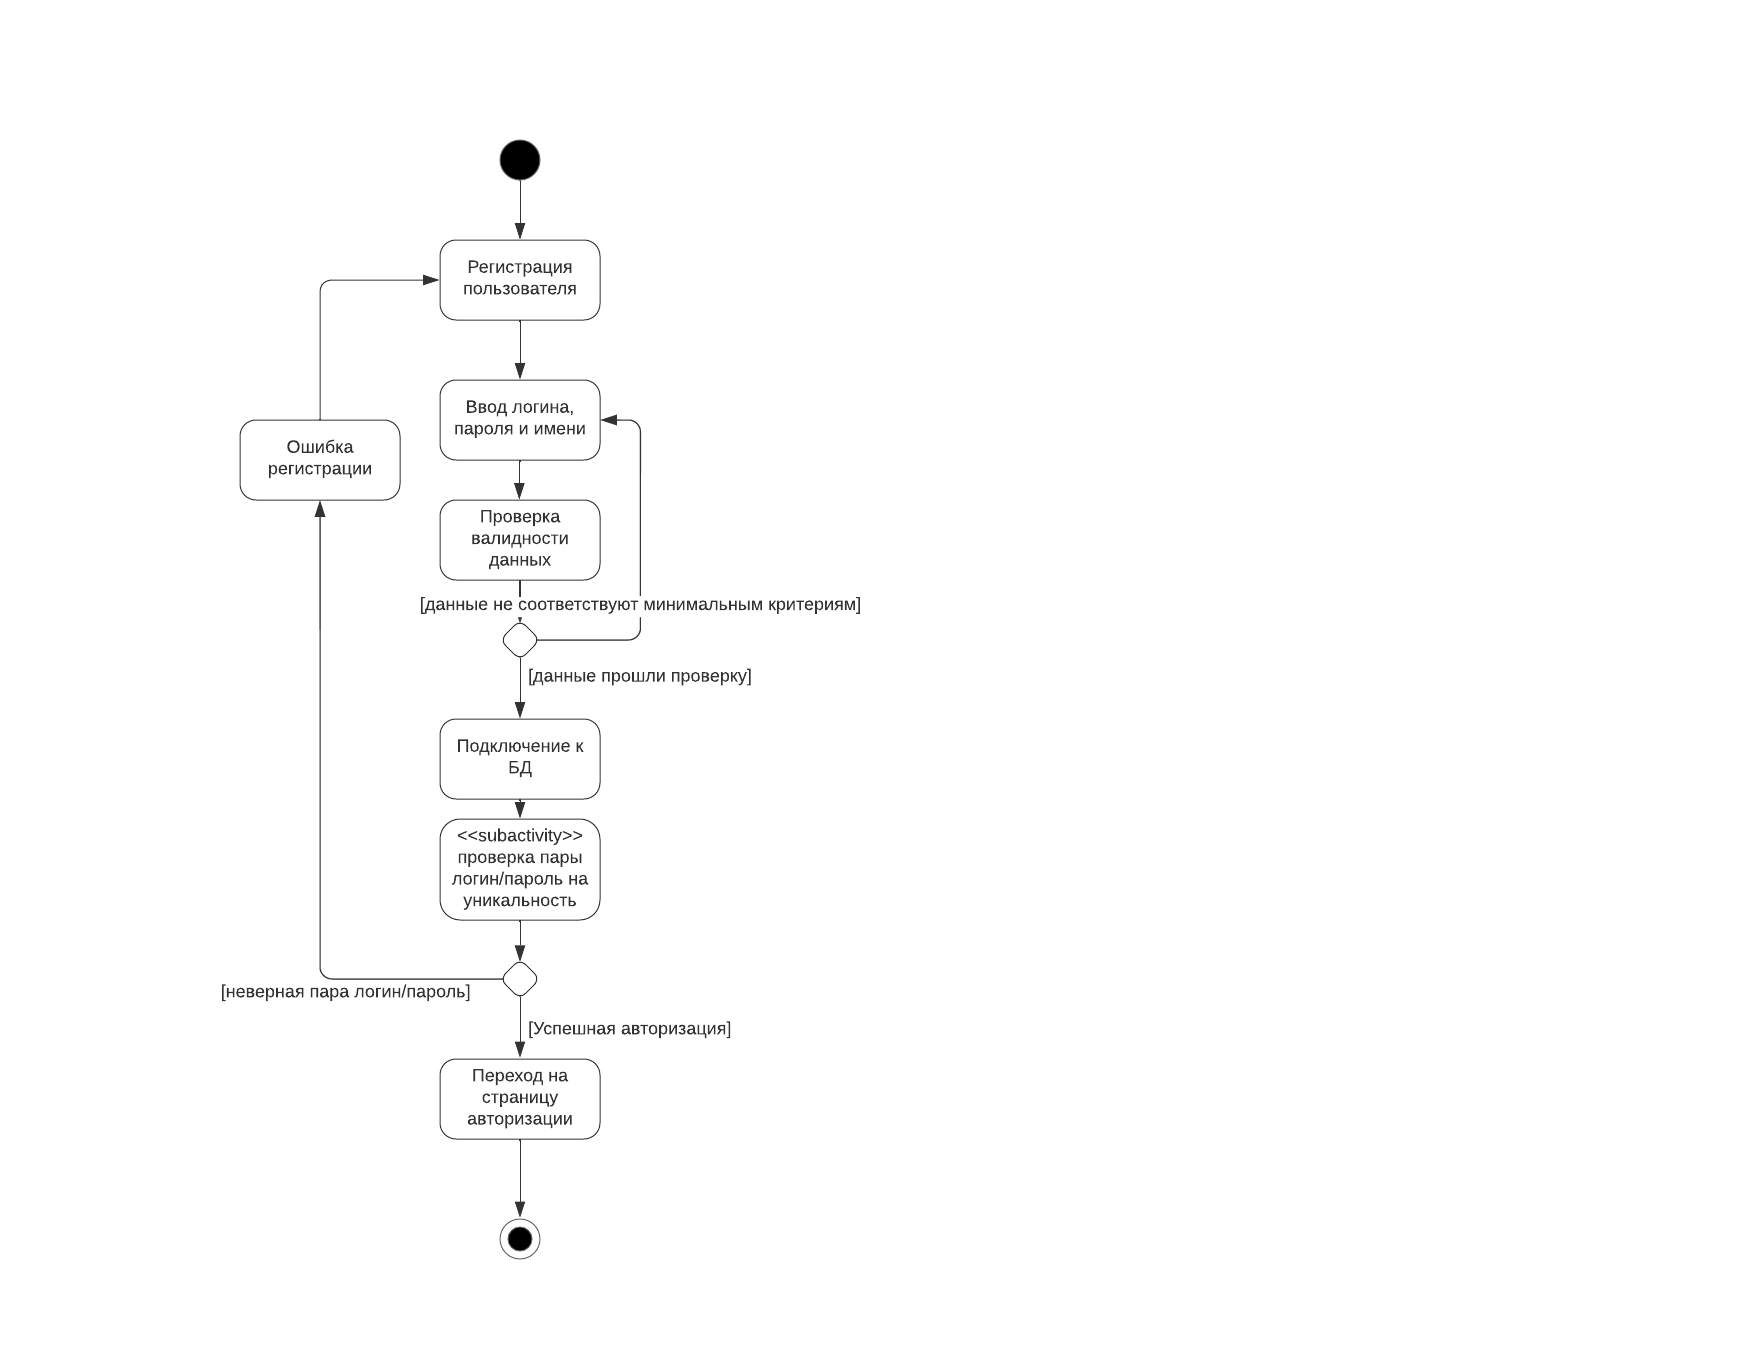 Регистрация
пользователя
Ввод логина,
пароля и имени
Ошибка
регистрации
Проверка
валидности
данных
[данные не соответствуют минимальным критериям]
[данные прошли проверку]
Подключение к
БД
<<subactivity>>
проверка пары
логин/пароль на
уникальность
[неверная пара логин/пароль]
[Успешная авторизация]
Переход на
страницу
авторизации